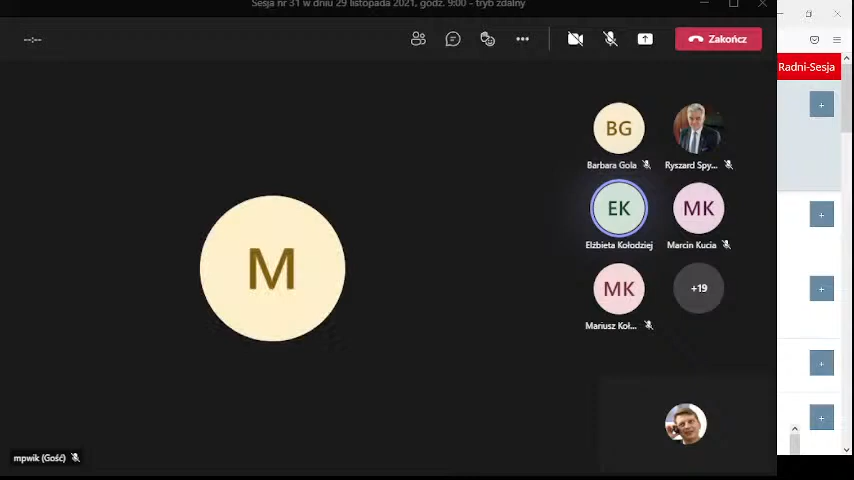 Sesja nr 31 w dniu 29 listopada 2021, godz. 9:00 - tryb zdalny
--:--
Zakończ
Radni-Sesja
BG
Barbara Gola
Ryszard Spy...
EK
MK
Elżbieta Kołodziej
Marcin Kucia
MK
+19
Mariusz Koł...
M
mpwik (Gość)
+
+
+
+
+